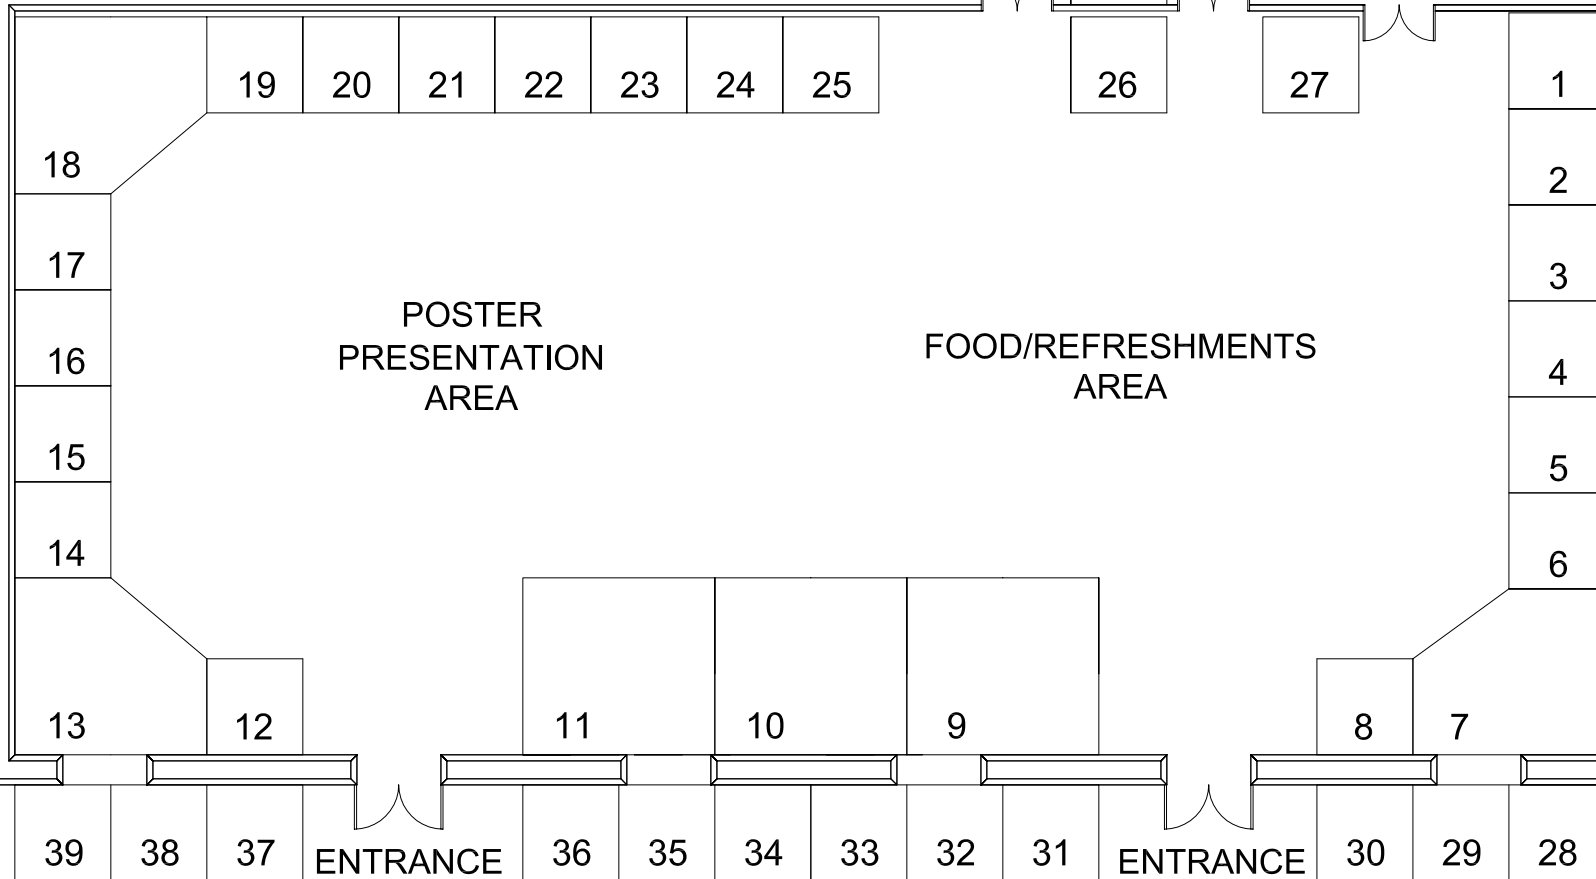 19 20 21 22 23 24 25 26 27 1
18
2
17
3
POSTER
PRESENTATION
AREA
FOOD/REFRESHMENTS
AREA
16
4
15
5
14
6
13 12 11 10 9 8 7
39 38 37 ENTRANCE 36 35 34 33 32 31 ENTRANCE 30 29 28